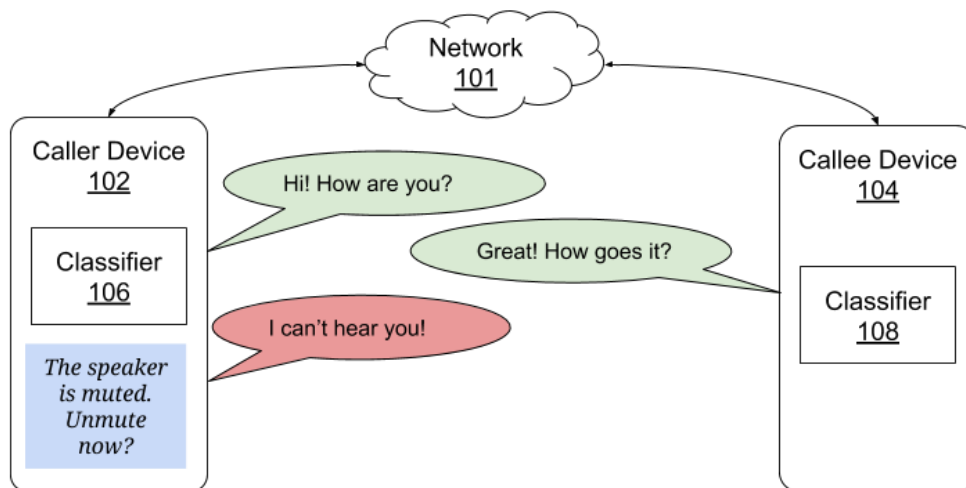 Network
101
Caller Device
102
Hi! How are you?
Callee Device
104
Great! How goes it?
Classifier
106
Classifier
108
I can't hear you!
The speaker
is muted.
Unmute
now?